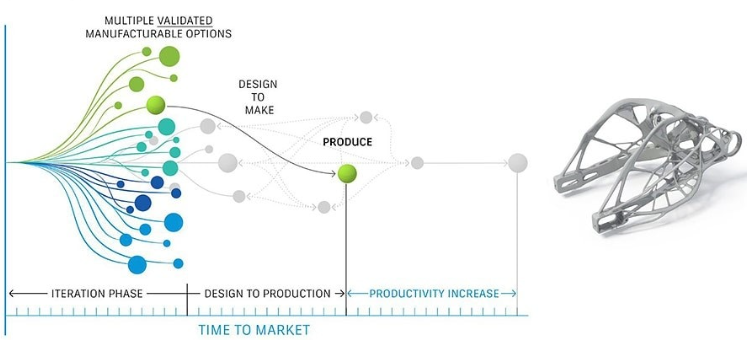 MULTIPLE VALIDATED
MANUFACTURABLE OPTIONS
DESIGN
TO
MAKE
PRODUCE
ITERATION PHASE
DESIGN TO PRODUCTION
PRODUCTIVITY INCREASE
TIME TO MARKET